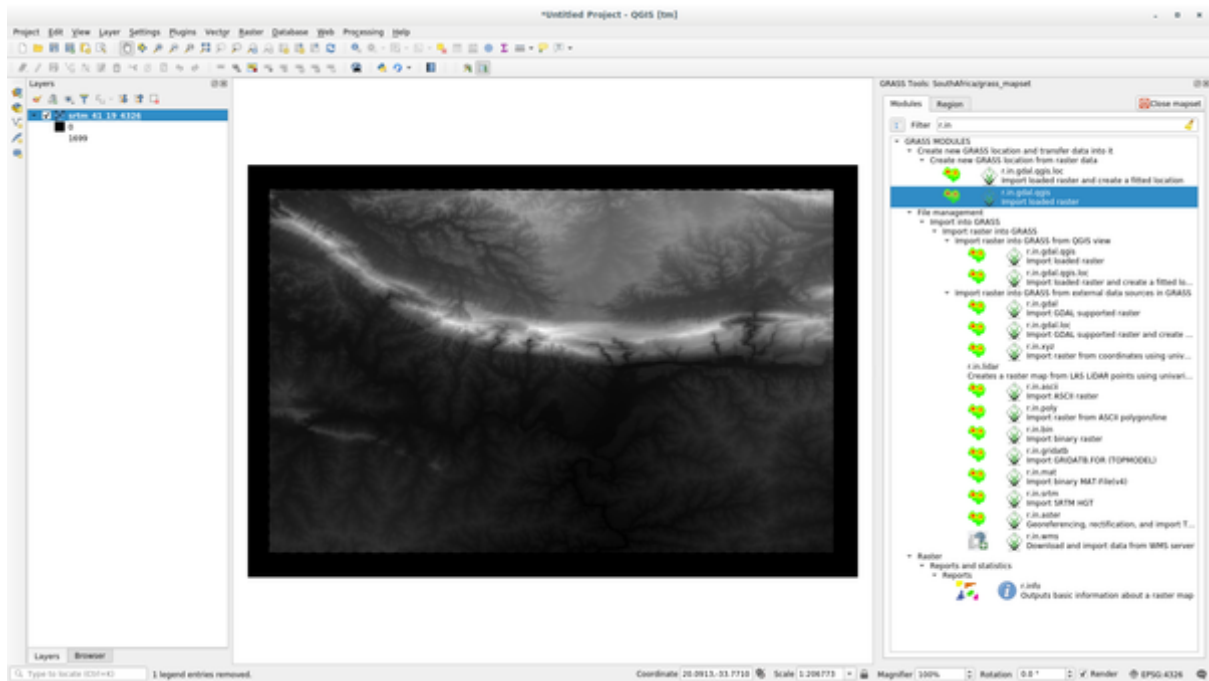 *Untitled Project - QGIS [tm]
Project Edit View Layer Settings Plugins Vector Raster Database Web Processing Help
Layers
srtm_41_19_4326
0
1699
Layers Browser
GRASS Tools: SouthAfrica/grass_mapset
Modules Region Close mapset
Filter r.in
GRASS MODULES
Create new GRASS location and transfer data into it
Create new GRASS location from raster data
r.in.gdal.qgis.loc
Import loaded raster and create a fitted location
r.in.gdal.qgis
Import loaded raster
File management
Import into GRASS
Import raster into GRASS
Import raster into GRASS from QGIS view
r.in.gdal.qgis
Import loaded raster
r.in.gdal.qgis.loc
Import loaded raster and create a fitted lo...
Import raster into GRASS from external data sources in GRASS
r.in.gdal
Import GDAL supported raster
r.in.gdal.loc
Import GDAL supported raster and create ...
r.in.xyz
Import raster from coordinates using univ...
r.in.lidar
Creates a raster map from LAS LiDAR points using univari...
r.in.ascii
Import ASCII raster
r.in.poly
Import raster from ASCII polygon/line
r.in.bin
Import binary raster
r.in.gridatb
Import GRIDATB.FOR (TOPMODEL)
r.in.mat
Import binary MAT-File(v4)
r.in.srtm
Import SRTM HGT
r.in.aster
Georeferencing, rectification, and import T...
r.in.wms
Download and import data from WMS server
Raster
Reports and statistics
Reports
r.info
Outputs basic information about a raster map
Type to locate (Ctrl+K) 1 legend entries removed. Coordinate 20.0913,-33.7710 Scale 1:206775 Magnifier 100% Rotation 0.0 ° Render EPSG:4326